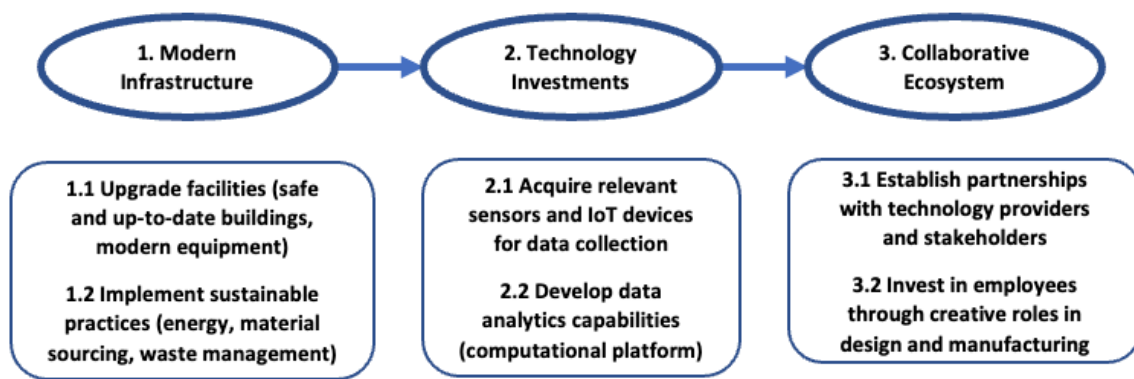 1. Modern
Infrastructure
2. Technology
Investments
3. Collaborative
Ecosystem
1.1 Upgrade facilities (safe
and up-to-date buildings,
modern equipment)
1.2 Implement sustainable
practices (energy, material
sourcing, waste management)
2.1 Acquire relevant
sensors and IoT devices
for data collection
2.2 Develop data
analytics capabilities
(computational platform)
3.1 Establish partnerships
with technology providers
and stakeholders
3.2 Invest in employees
through creative roles in
design and manufacturing